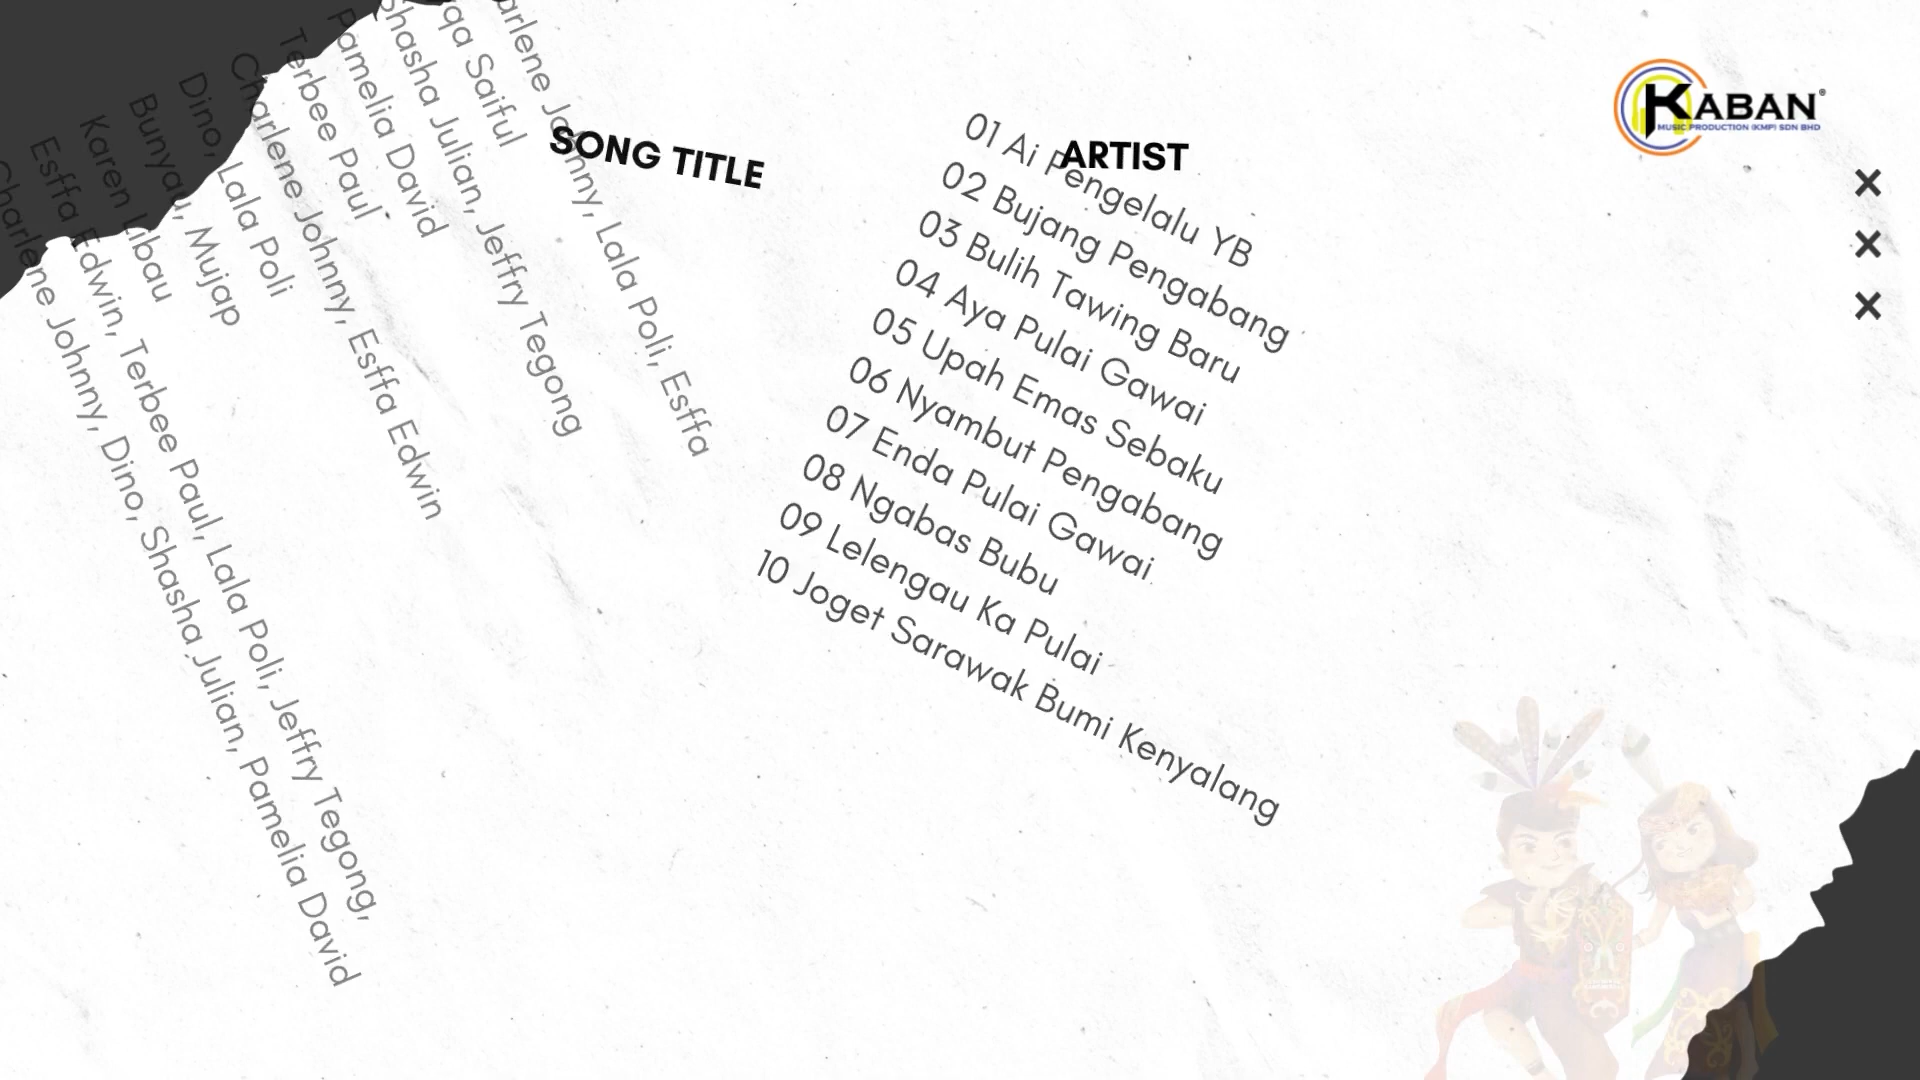 KABAN®
MUSIC PRODUCTION (KMP) SDN BHD
SONG TITLE
ARTIST
01 Ai Pengelalu YB
02 Bujang Pengabang
03 Bulih Tawing Baru
04 Aya Pulai Gawai
05 Upah Emas Sebaku
06 Nyambut Pengabang
07 Enda Pulai Gawai
08 Ngabas Bubu
09 Lelengau Ka Pulai
10 Joget Sarawak Bumi Kenyalang
Johnny, Lala Poli, Esffa
Saiful
Shasha Julian, Jeffry Tegong
Pamelia David
Terbee Paul
Charlene Johnny, Esffa Edwin
Dino, Lala Poli
Bunyau, Mujap
Karen Libau
Esffa Edwin, Terbee Paul, Lala Poli, Jeffry Tegong,
Charlene Johnny, Dino, Shasha Julian, Pamelia David